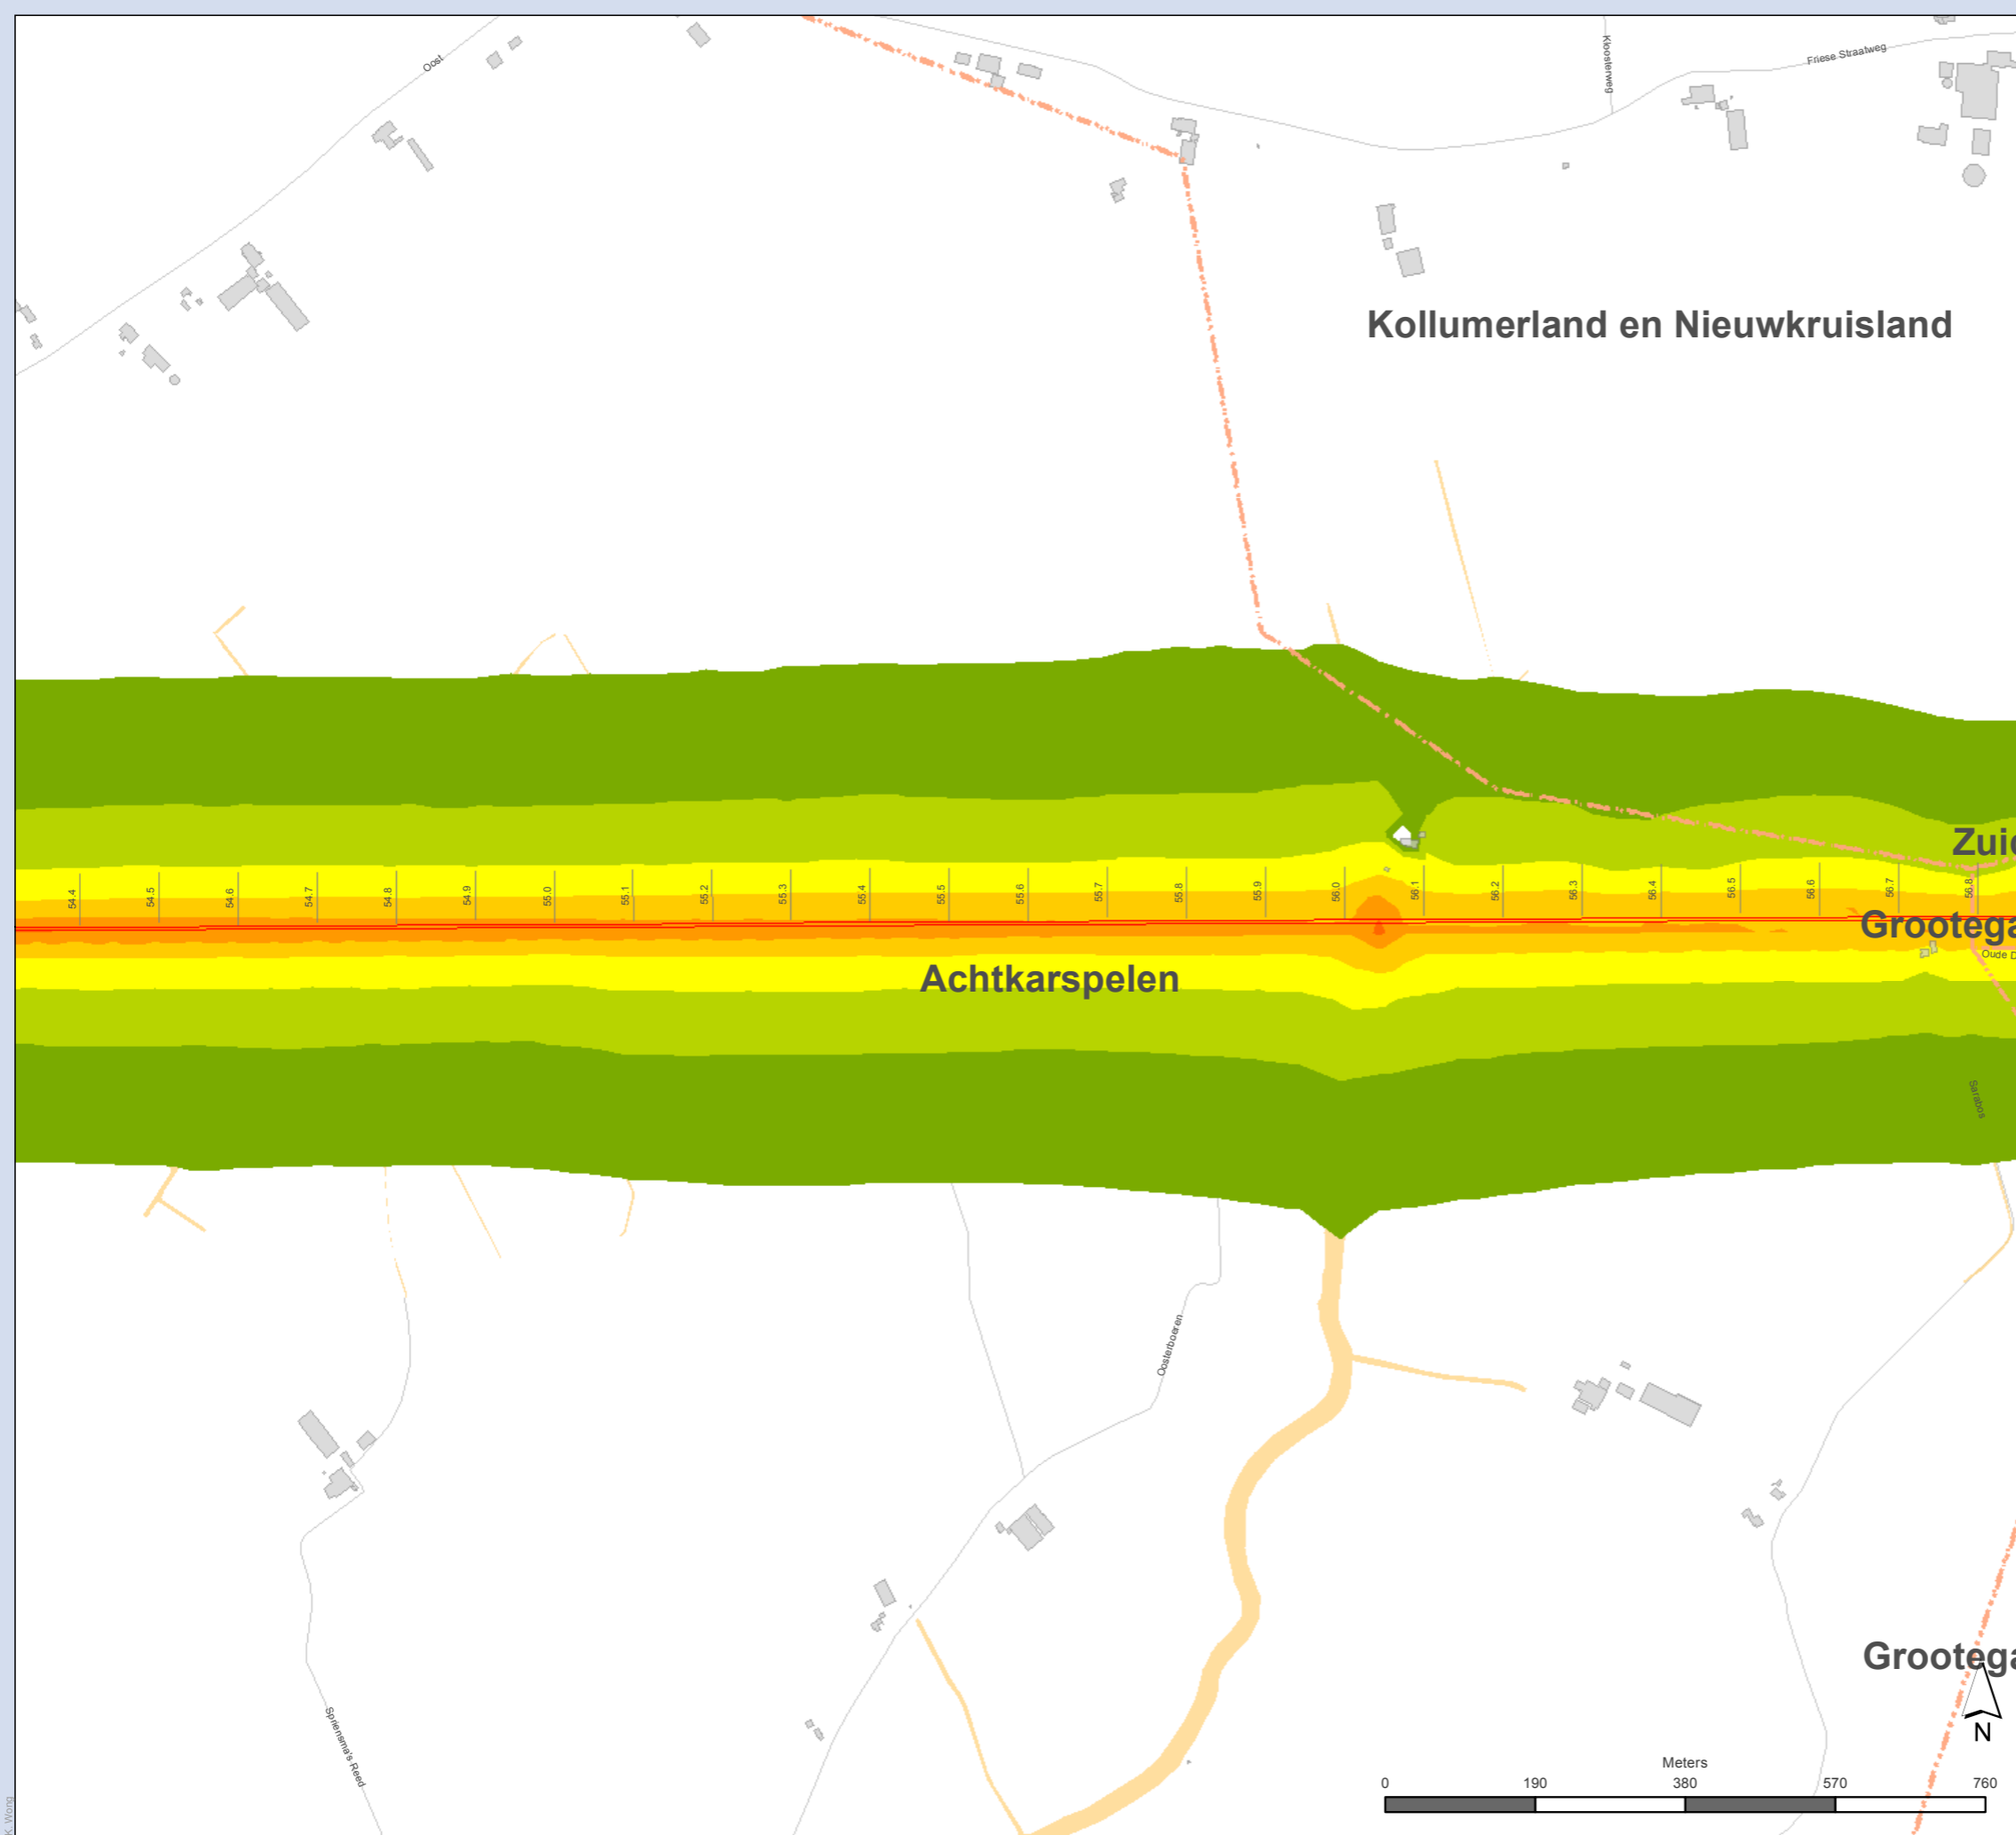 Oost
Kloosterweg
Friese Straatweg
Kollumerland en Nieuwkruisland
Zuid
54.4
54.5
54.6
54.7
54.8
54.9
55.0
55.1
55.2
55.3
55.4
55.5
55.6
55.7
55.8
55.9
56.0
56.1
56.2
56.3
56.4
56.5
56.6
56.7
56.8
Grootega
Oude D
Achtkarspelen
Sarabos
Oosterboeren
Spriensma's Reed
Grootega
N
Meters
0 190 380 570 760
K. Wong